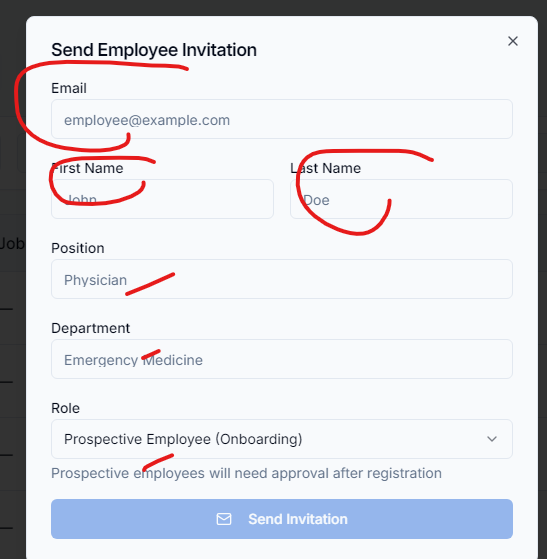 Send Employee Invitation
Email
employee@example.com
First Name
Last Name
John
Doe
Position
Physician
Department
Emergency Medicine
Role
Prospective Employee (Onboarding)
Prospective employees will need approval after registration
Send Invitation
Job